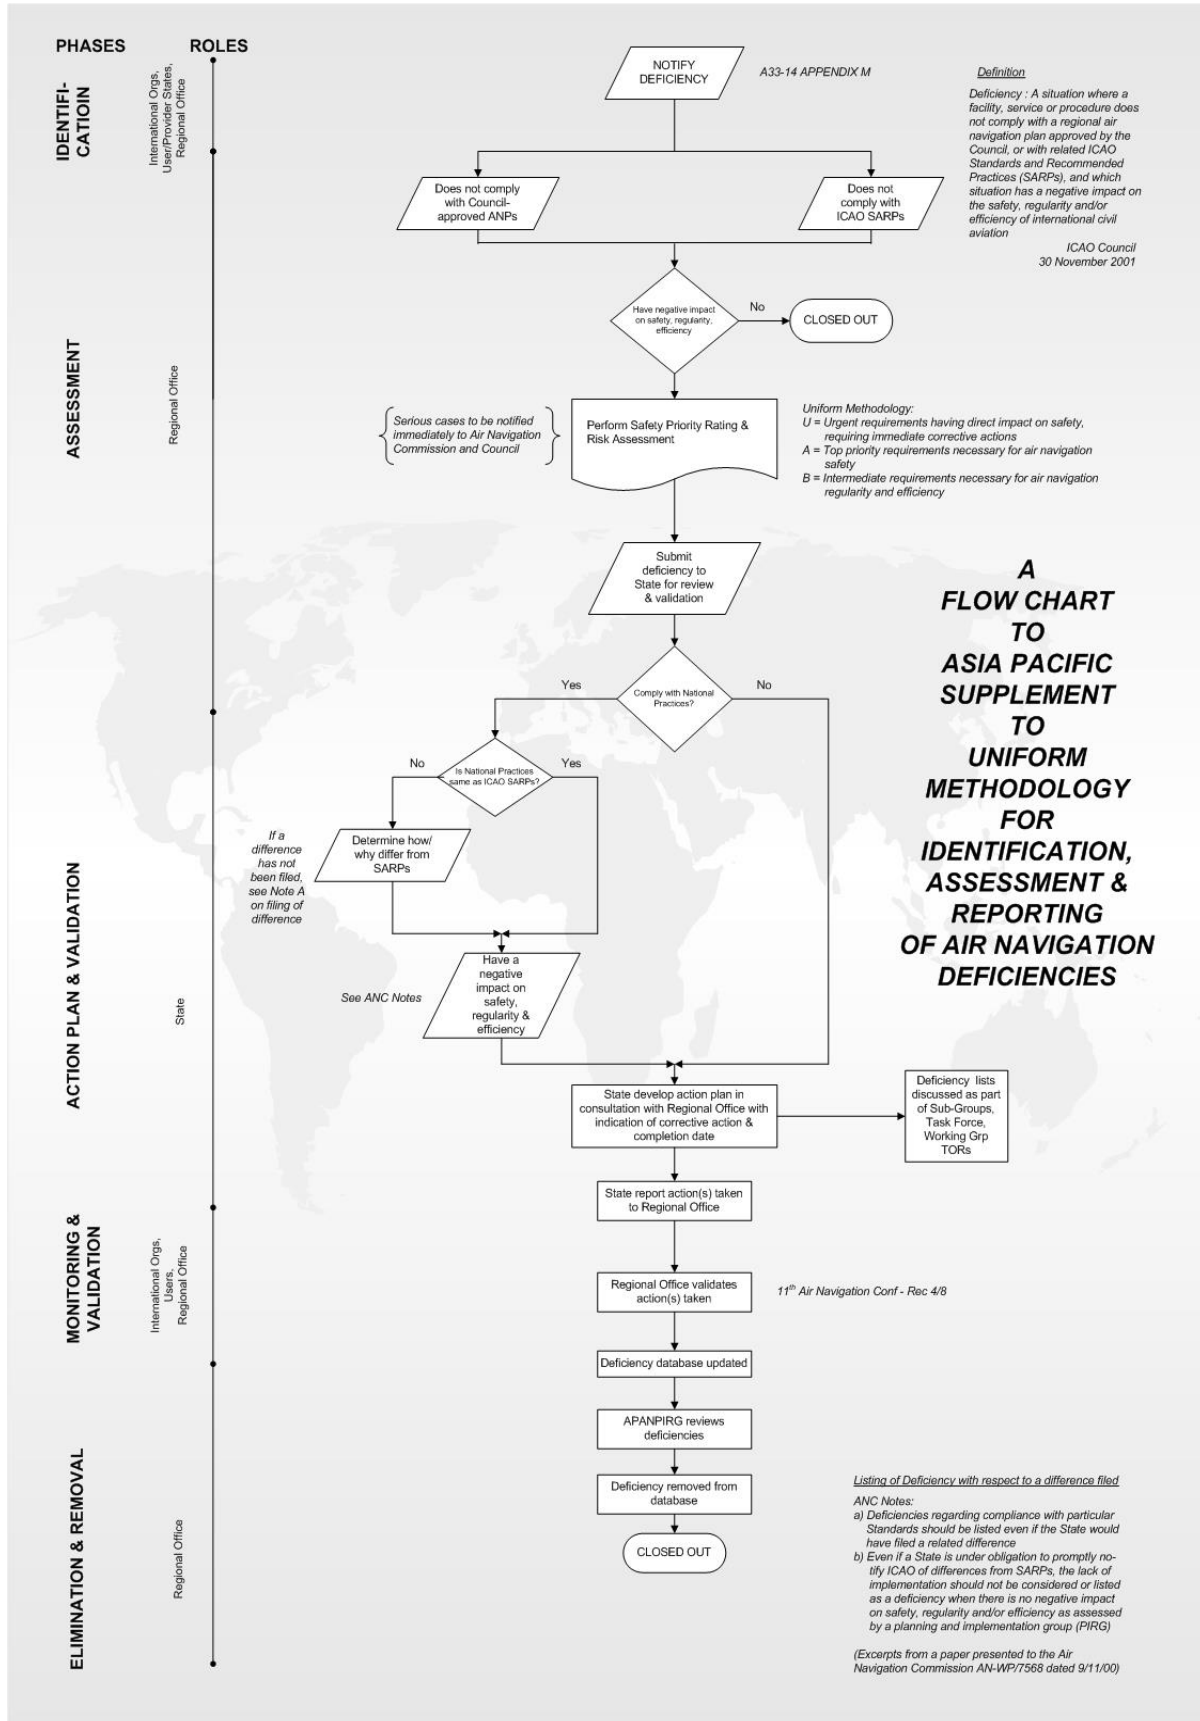 PHASES
ROLES
IDENTIFI-
CATIOIN
International Orgs,
User/Provider States,
Regional Office
NOTIFY
DEFICIENCY
A33-14 APPENDIX M
Definition
Deficiency : A situation where a
facility, service or procedure does
not comply with a regional air
navigation plan approved by the
Council, or with related ICAO
Standards and Recommended
Practices (SARPs), and which
situation has a negative impact on
the safety, regularity and/or
efficiency of international civil
aviation
ICAO Council
30 November 2001
Does not comply
with Council-
approved ANPs
Does not
comply with
ICAO SARPs
Have negative impact
on safety, regularity,
efficiency
No
CLOSED OUT
ASSESSMENT
Regional Office
Serious cases to be notified
immediately to Air Navigation
Commission and Council
Perform Safety Priority Rating &
Risk Assessment
Uniform Methodology:
U = Urgent requirements having direct impact on safety,
requiring immediate corrective actions
A = Top priority requirements necessary for air navigation
safety
B = Intermediate requirements necessary for air navigation
regularity and efficiency
Submit
deficiency to
State for review
& validation
A
FLOW CHART
TO
ASIA PACIFIC
SUPPLEMENT
TO
UNIFORM
METHODOLOGY
FOR
IDENTIFICATION,
ASSESSMENT &
REPORTING
OF AIR NAVIGATION
DEFICIENCIES
Yes
Comply with National
Practices?
No
No
Is National Practices
same as ICAO SARPs?
Yes
If a
difference
has not
been filed,
see Note A
on filing of
difference
Determine how/
why differ from
SARPs
ACTION PLAN & VALIDATION
State
See ANC Notes
Have a
negative
impact on
safety,
regularity &
efficiency
State develop action plan in
consultation with Regional Office with
indication of corrective action &
completion date
Deficiency lists
discussed as part
of Sub-Groups,
Task Force,
Working Grp
TORs
State report action(s) taken
to Regional Office
MONITORING &
VALIDATION
International Orgs,
Users,
Regional Office
Regional Office validates
action(s) taken
11th Air Navigation Conf - Rec 4/8
Deficiency database updated
APANPIRG reviews
deficiencies
Deficiency removed from
database
CLOSED OUT
ELIMINATION & REMOVAL
Regional Office
Listing of Deficiency with respect to a difference filed
ANC Notes:
a) Deficiencies regarding compliance with particular
Standards should be listed even if the State would
have filed a related difference
b) Even if a State is under obligation to promptly no-
tify ICAO of differences from SARPs, the lack of
implementation should not be considered or listed
as a deficiency when there is no negative impact
on safety, regularity and/or efficiency as assessed
by a planning and implementation group (PIRG)
(Excerpts from a paper presented to the Air
Navigation Commission AN-WP/7568 dated 9/11/00)